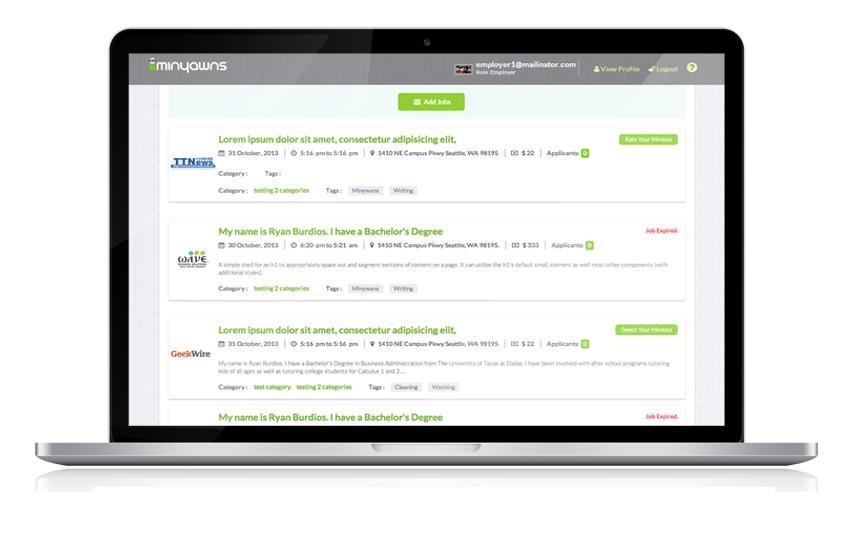 minyawns
employer1@mailinator.com
Role :Employer
View Profile
Logout
?
Add Jobs
Lorem ipsum dolor sit amet, consectetur adipisicing elit,
Rate Your Minions
TTNews
31 October, 2013 | 5:16 pm to 5:16 pm | 1410 NE Campus Pkwy Seattle, WA 98195 | $ 22 | Applicants: 0
Category : Tags :
Category : testing 2 categories Tags : Minywans Writing
My name is Ryan Burdios. I have a Bachelor's Degree
Job Expired.
30 October, 2013 | 6:20 pm to 5:21 am | 1410 NE Campus Pkwy Seattle, WA 98195. | $ 333 | Applicants: 0
WAVE
A simple shell for an h1 to appropriately space out and segment sections of content on a page. It can utilize the h1's default small, element as well most other components (with
additional styles).
Category : testing 2 categories Tags : Minywans Writing
Lorem ipsum dolor sit amet, consectetur adipisicing elit,
Select Your Minions
31 October, 2013 | 5:16 pm to 5:16 pm | 1410 NE Campus Pkwy Seattle, WA 98195 | $ 22 | Applicants: 0
GeekWire
My name is Ryan Burdios. I have a Bachelor's Degree in Business Administration from The University of Texas at Dallas. I have been involved with after school programs tutoring
kids of all ages as well as tutoring college students for Calculus 1 and 2....
Category : test category testing 2 categories Tags : Cleaning Washing
My name is Ryan Burdios. I have a Bachelor's Degree
Job Expired.